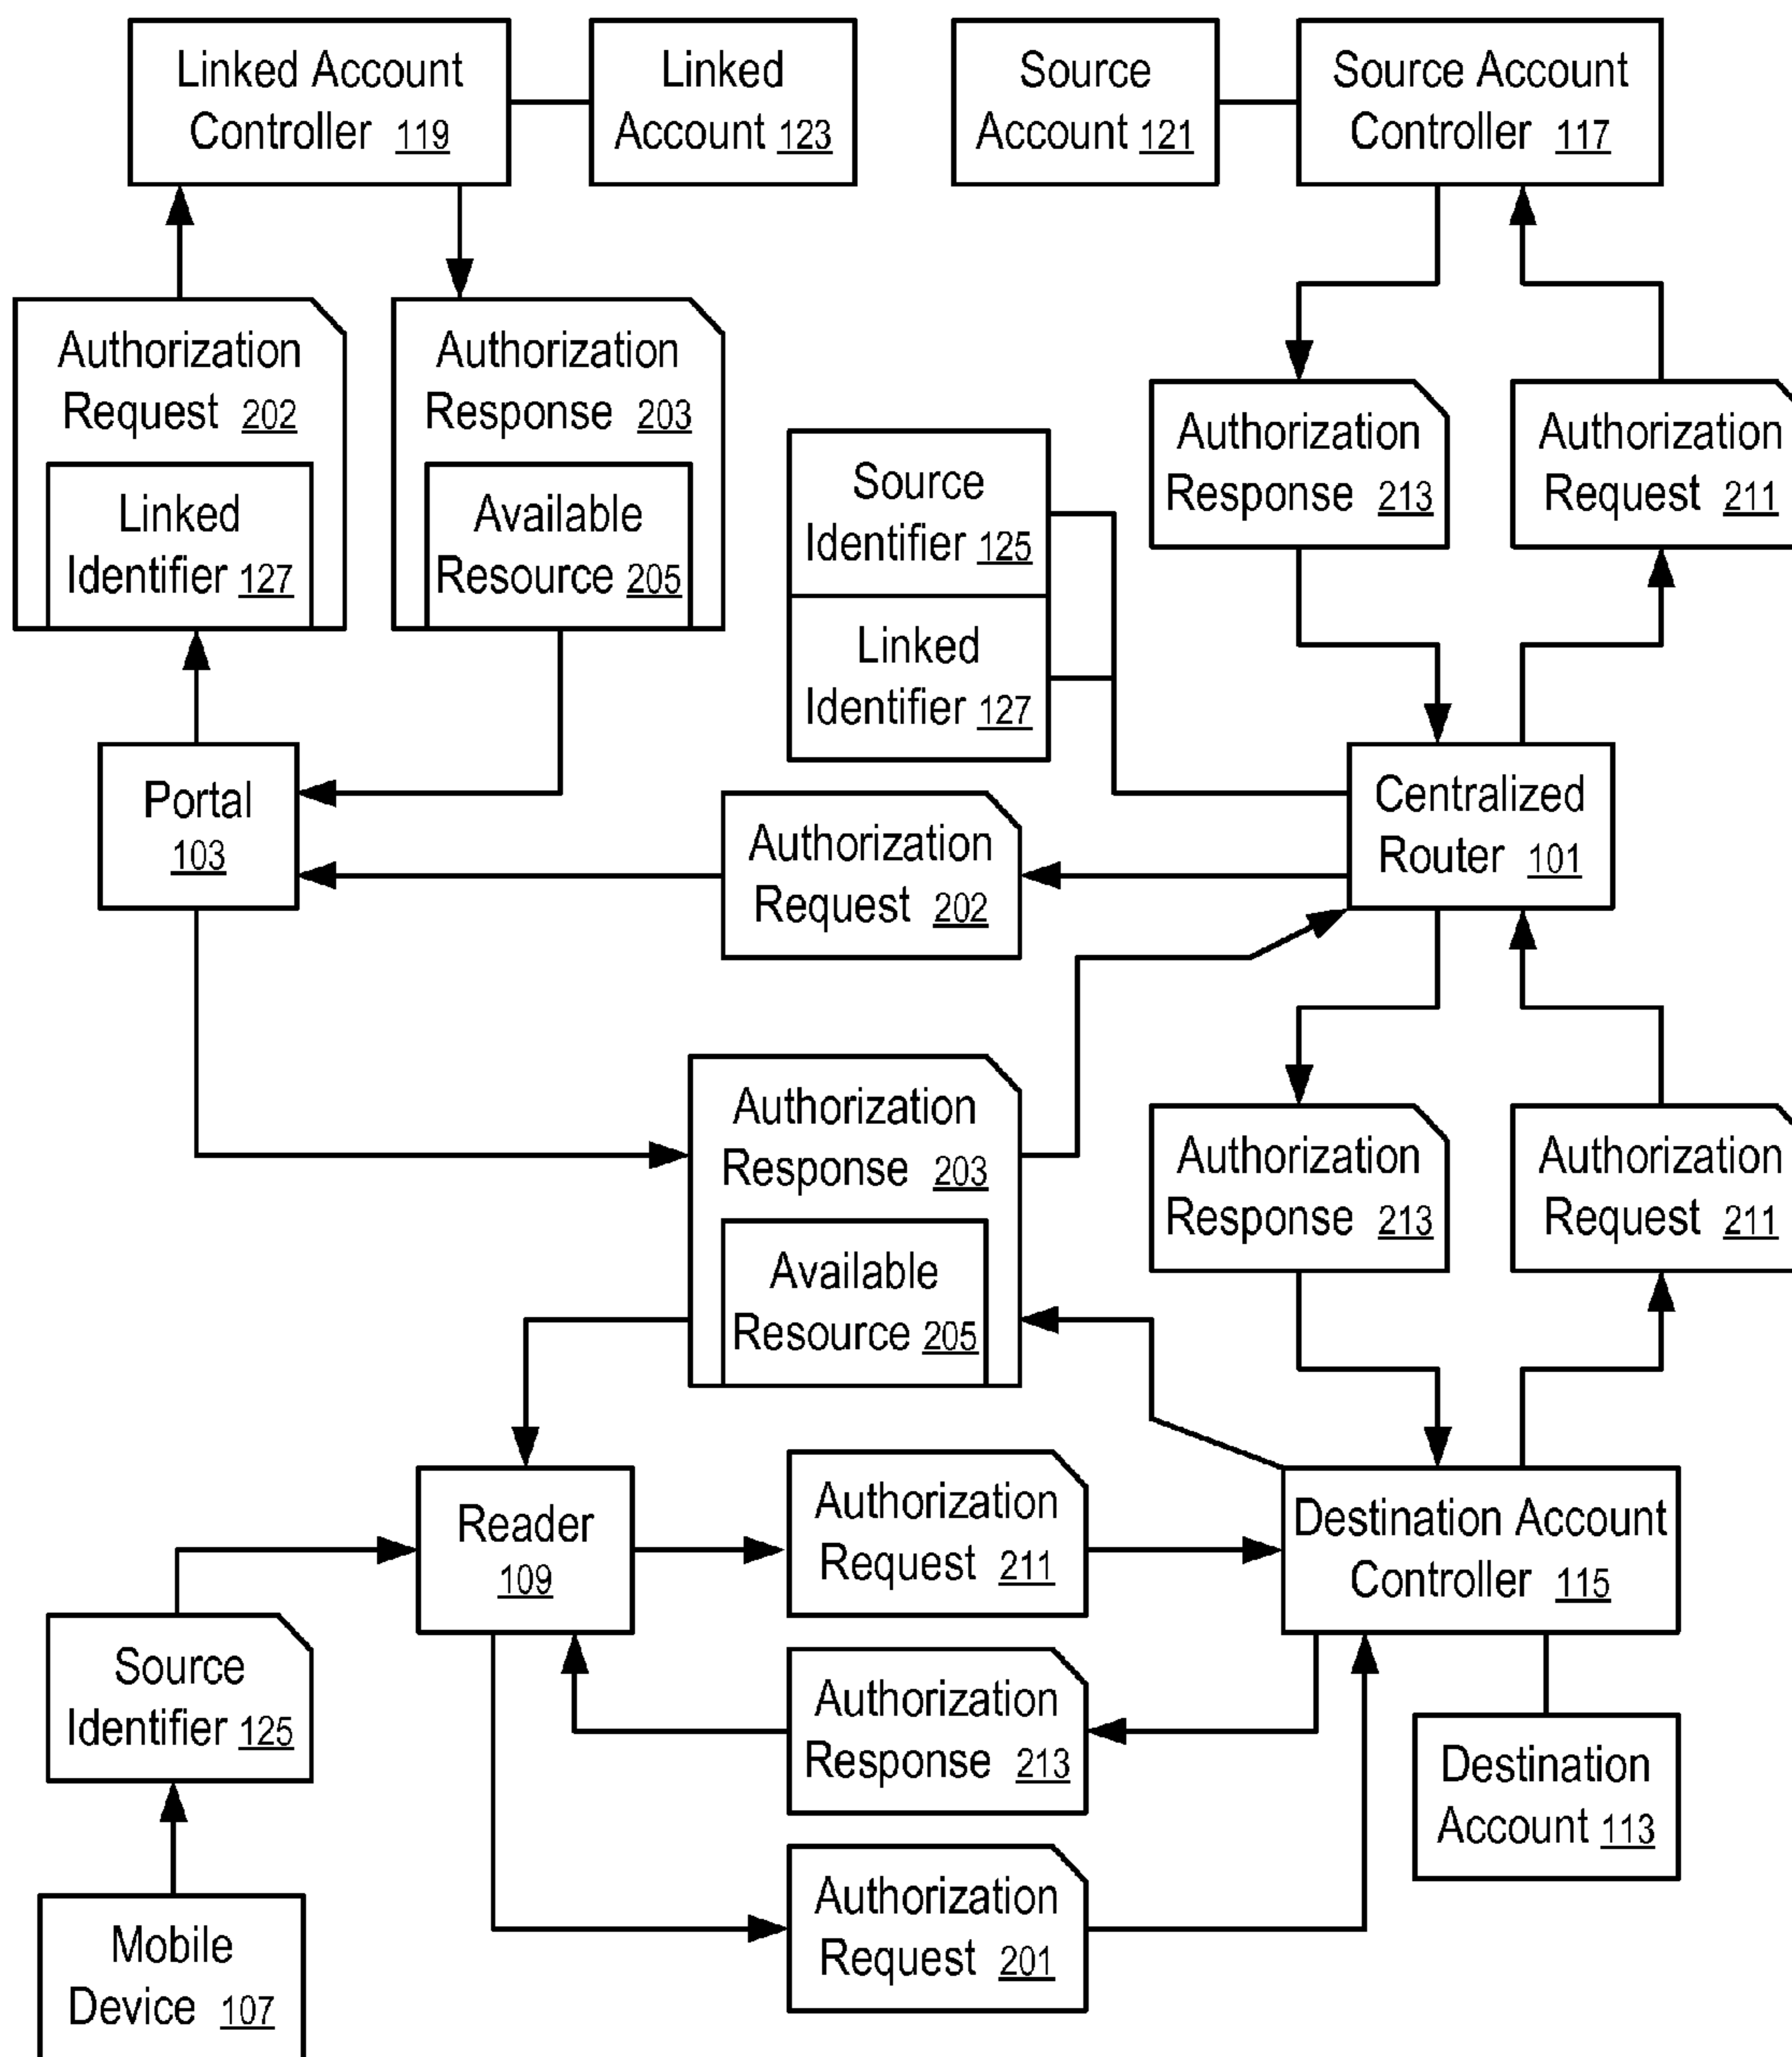 Linked Account
Controller 119
Linked
Account 123
Source
Account 121
Source Account
Controller 117
Authorization
Request 202
Linked
Identifier 127
Authorization
Response 203
Available
Resource 205
Source
Identifier 125
Linked
Identifier 127
Authorization
Response 213
Authorization
Request 211
Portal
103
Authorization
Request 202
Centralized
Router 101
Authorization
Response 203
Available
Resource 205
Authorization
Response 213
Authorization
Request 211
Reader
109
Authorization
Request 211
Destination Account
Controller 115
Source
Identifier 125
Authorization
Response 213
Destination
Account 113
Authorization
Request 201
Mobile
Device 107